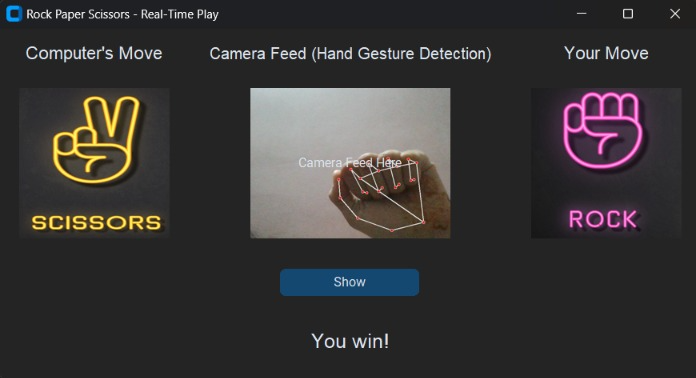 Rock Paper Scissors - Real-Time Play
Computer's Move
Camera Feed (Hand Gesture Detection)
Your Move
Camera Feed Here
SCISSORS
ROCK
Show
You win!